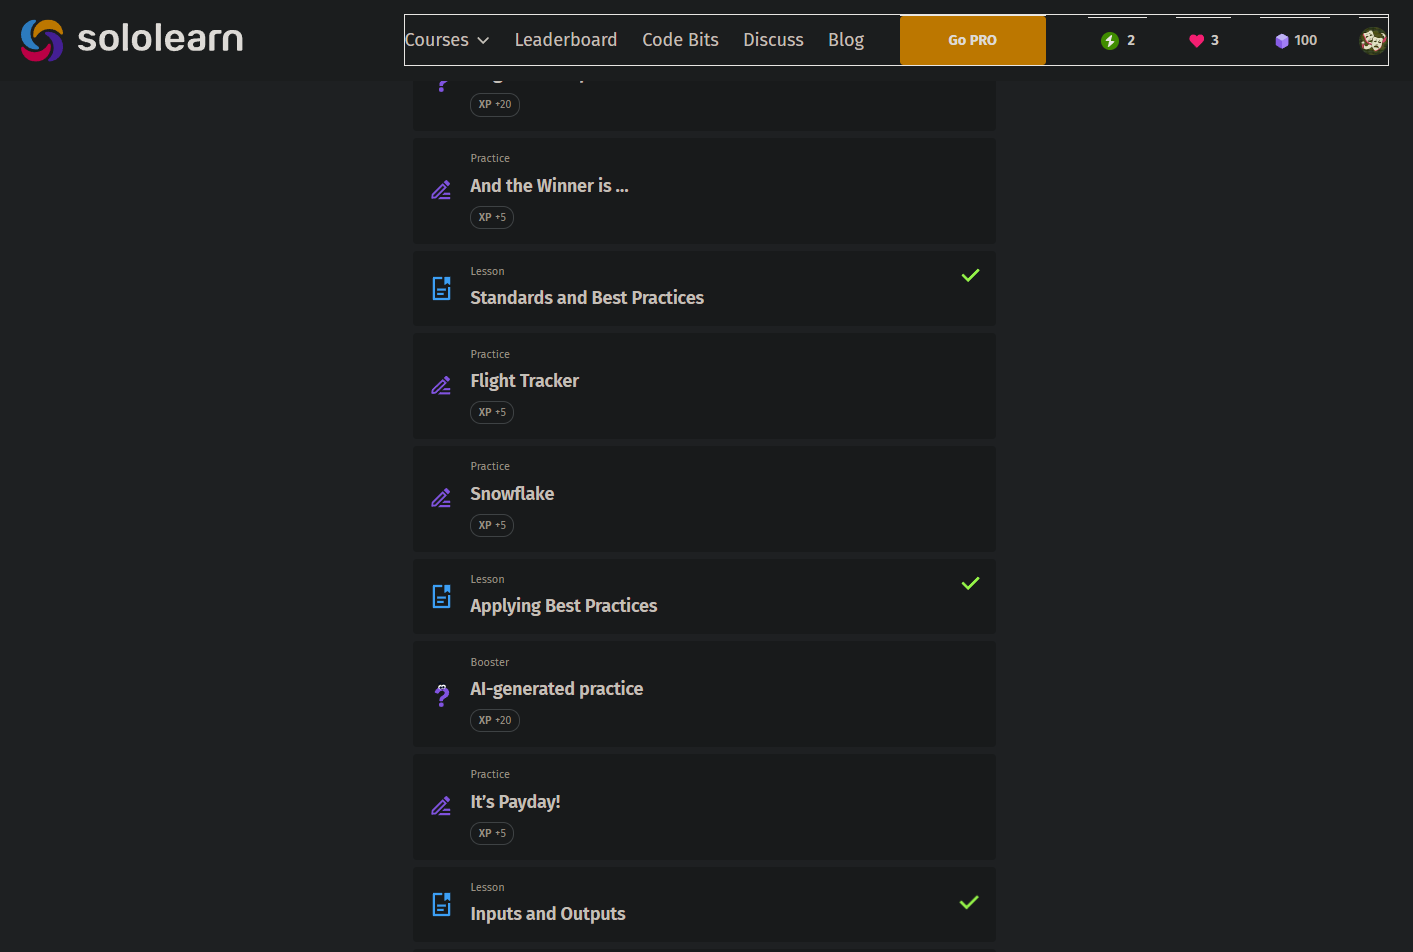 sololearn
Courses Leaderboard Code Bits Discuss Blog Go PRO 2 3 100
XP +20
Practice
And the Winner is ...
XP +5
Lesson
Standards and Best Practices
Practice
Flight Tracker
XP +5
Practice
Snowflake
XP +5
Lesson
Applying Best Practices
Booster
AI-generated practice
XP +20
Practice
It’s Payday!
XP +5
Lesson
Inputs and Outputs